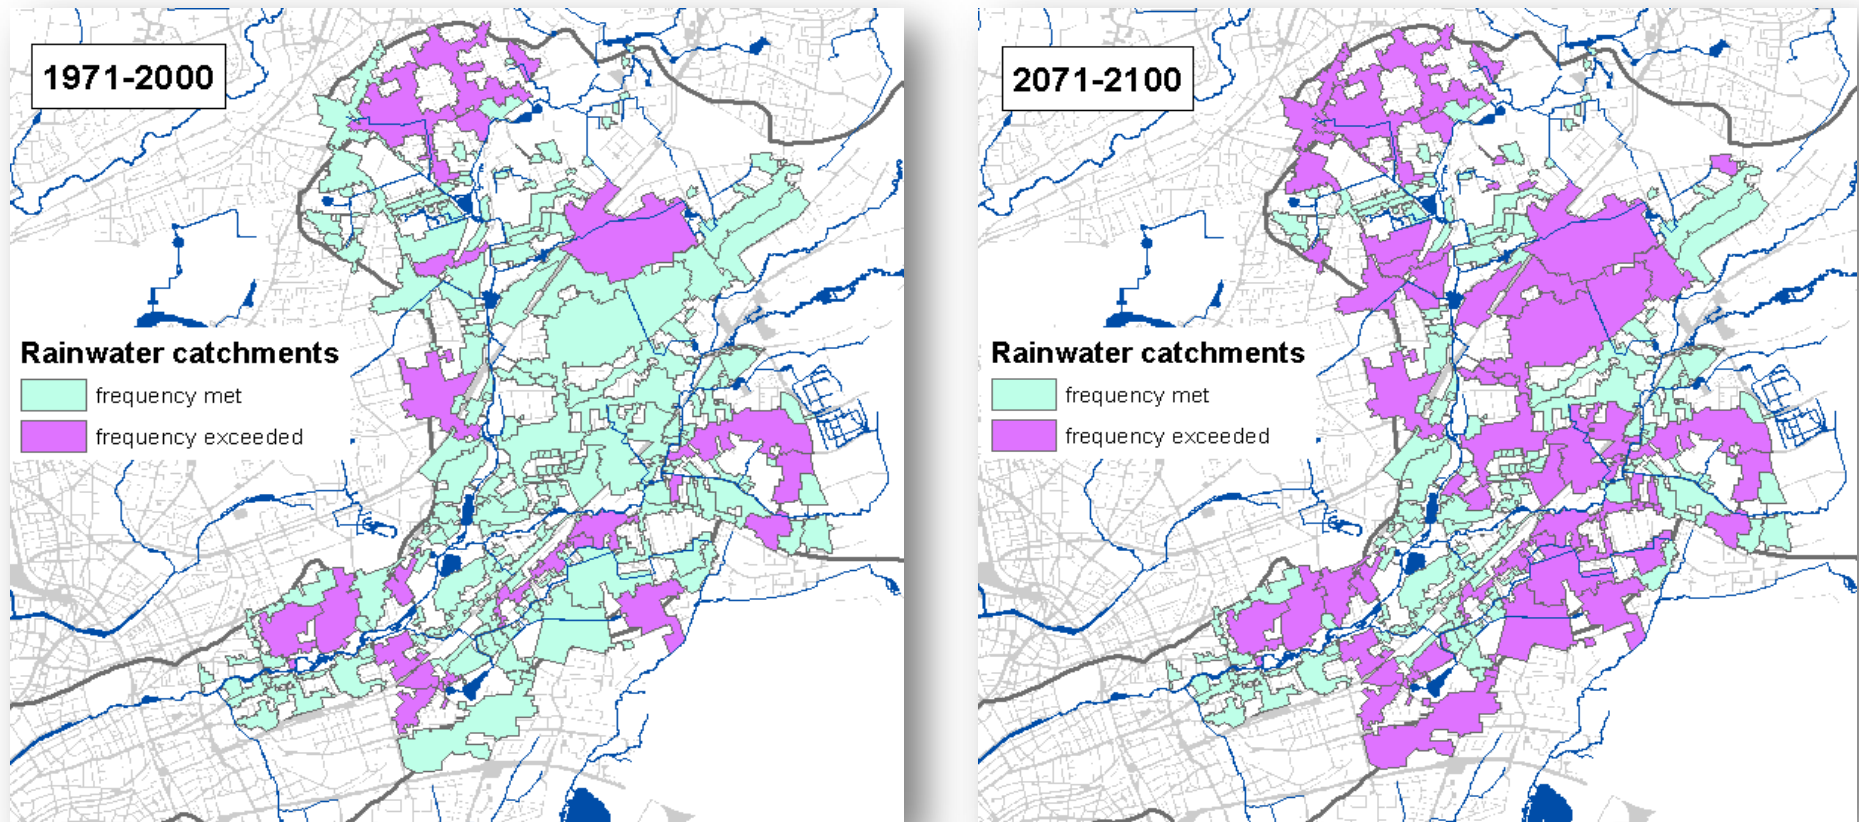 1971-2000
Rainwater catchments
frequency met
frequency exceeded
2071-2100
Rainwater catchments
frequency met
frequency exceeded